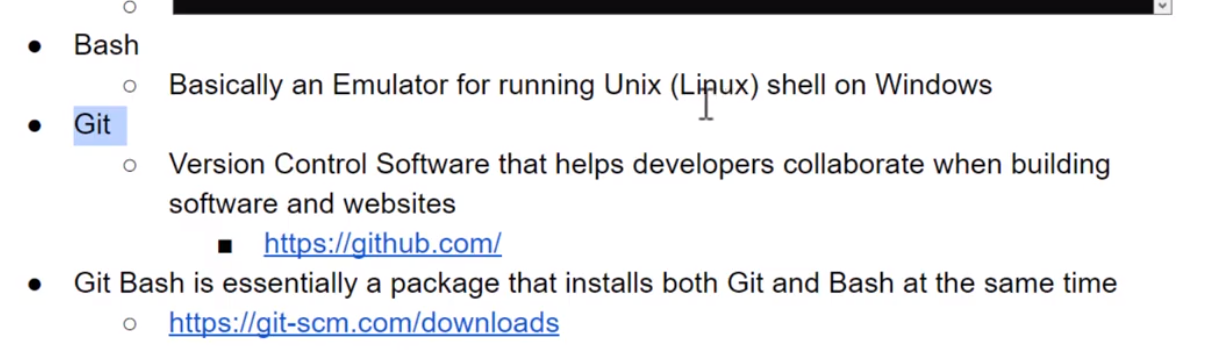 Bash
Basically an Emulator for running Unix (Linux) shell on Windows
Git
Version Control Software that helps developers collaborate when building
software and websites
https://github.com/
Git Bash is essentially a package that installs both Git and Bash at the same time
https://git-scm.com/downloads